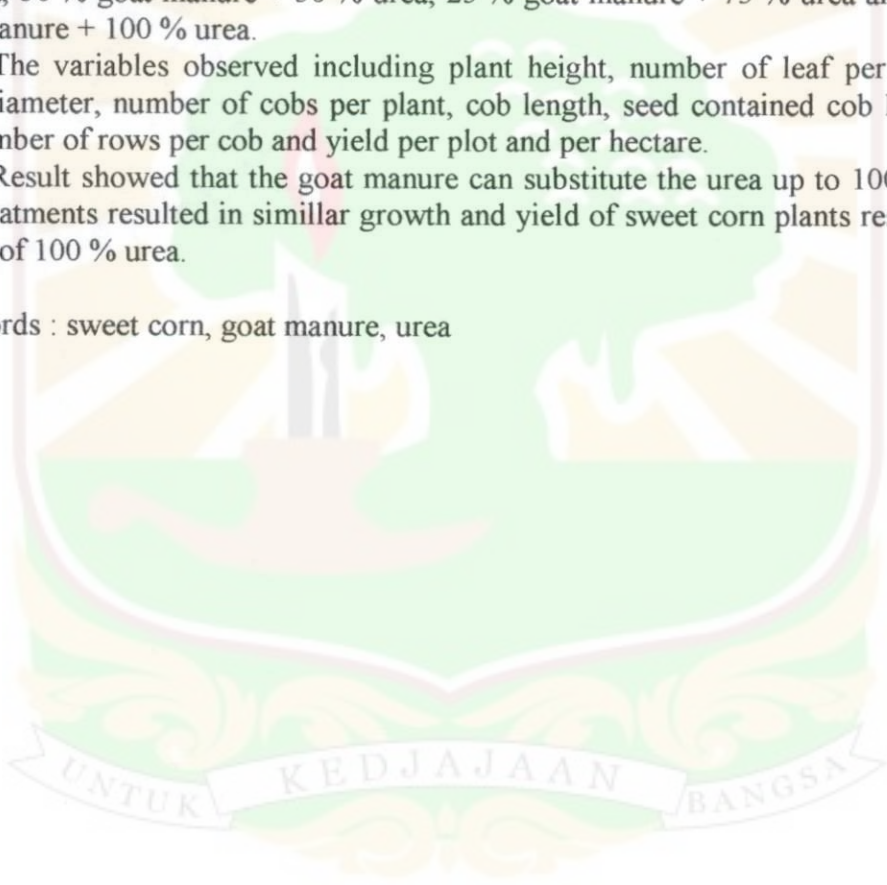 anure + 100 % urea.
The variables observed including plant height, number of leaf per
iameter, number of cobs per plant, cob length, seed contained cob
nber of rows per cob and yield per plot and per hectare.
Result showed that the goat manure can substitute the urea up to 100
atments resulted in simillar growth and yield of sweet corn plants re
of 100 % urea.
rds : sweet corn, goat manure, urea
UNTUK KEDJAJAAN BANGSA